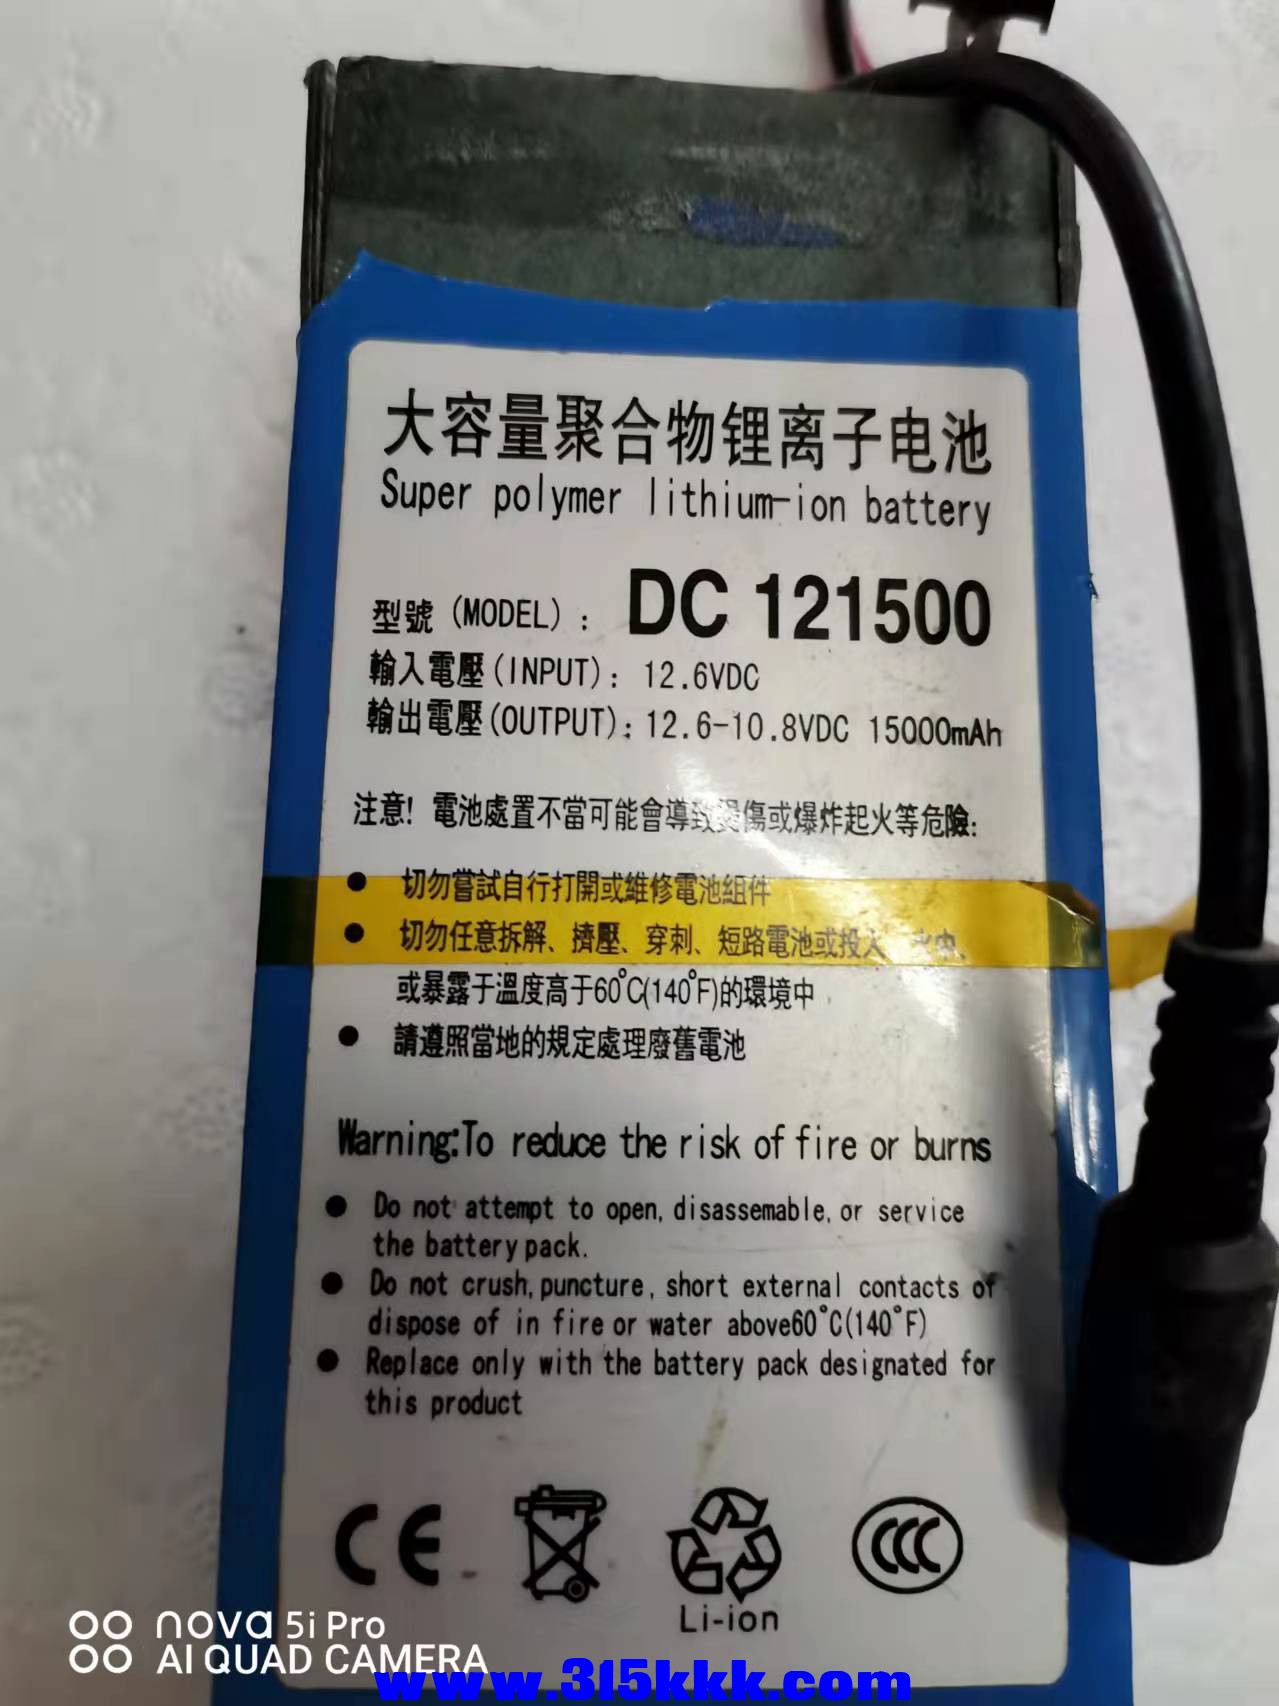 大容量聚合物锂离子电池
Super polymer lithium-ion battery
型號 (MODEL) : DC 121500
輸入電壓(INPUT): 12.6VDC
輸出電壓(OUTPUT): 12.6-10.8VDC 15000mAh
注意! 電池處置不當可能會導致燙傷或爆炸起火等危險:
● 切勿嘗試自行打開或維修電池組件
● 切勿任意拆解、擠壓、穿刺、短路電池或投入 水中、
或暴露于溫度高于60°C(140°F)的環境中
● 請遵照當地的規定處理廢舊電池
Warning:To reduce the risk of fire or burns
● Do not attempt to open, disassemable, or service
the battery pack.
● Do not crush, puncture, short external contacts of
dispose of in fire or water above60°C(140°F)
● Replace only with the battery pack designated for
this product
CE
CCC
Li-ion
nova 5i Pro
AI QUAD CAMERA
www.315kkk.com